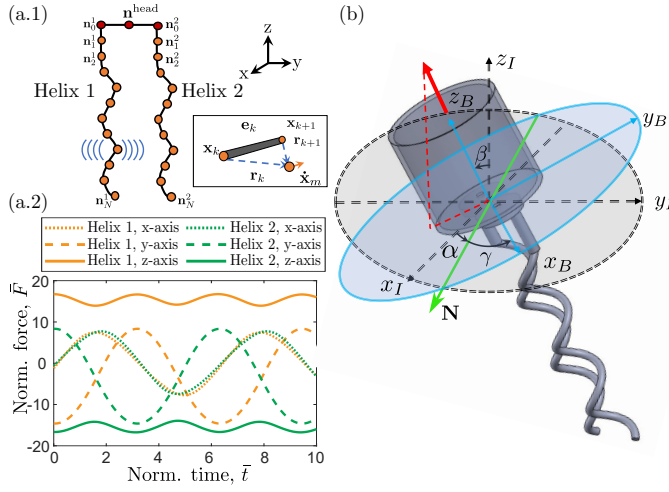 (a.1)
n^head
n_0^1
n_0^2
n_1^1
n_1^2
n_2^1
n_2^2
z
y
x
Helix 1
Helix 2
e_k
x_{k+1}
x_k
r_{k+1}
r_k
ẋ_m
n_N^1
n_N^2
(a.2)
Helix 1, x-axis
Helix 2, x-axis
Helix 1, y-axis
Helix 2, y-axis
Helix 1, z-axis
Helix 2, z-axis
Norm. force, F̄
20
10
0
-10
-20
0
2
4
6
8
10
Norm. time, t̄
(b)
z_I
z_B
y_B
β
y_I
α
γ
x_B
x_I
N